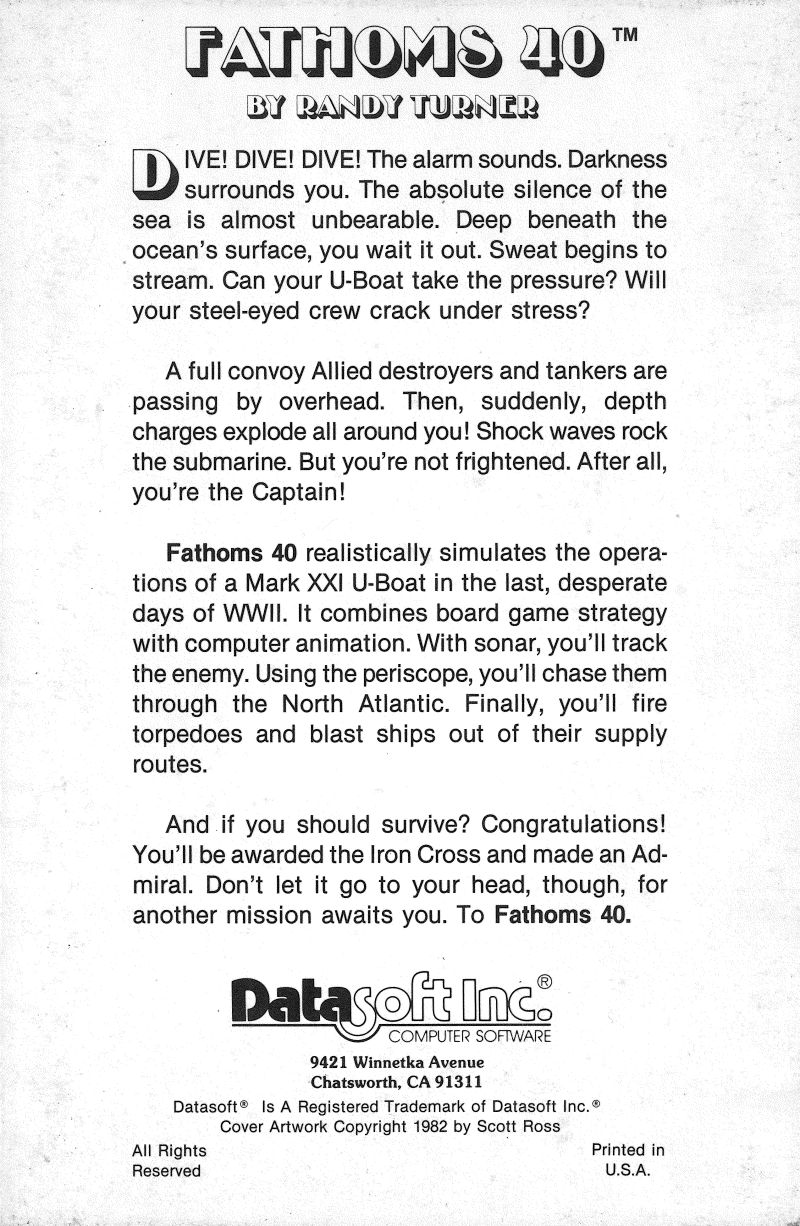 FATHOMS 40™
BY RANDY TURNER
DIVE! DIVE! DIVE! The alarm sounds. Darkness
surrounds you. The absolute silence of the
sea is almost unbearable. Deep beneath the
ocean's surface, you wait it out. Sweat begins to
stream. Can your U-Boat take the pressure? Will
your steel-eyed crew crack under stress?
A full convoy Allied destroyers and tankers are
passing by overhead. Then, suddenly, depth
charges explode all around you! Shock waves rock
the submarine. But you're not frightened. After all,
you're the Captain!
Fathoms 40 realistically simulates the opera-
tions of a Mark XXI U-Boat in the last, desperate
days of WWII. It combines board game strategy
with computer animation. With sonar, you'll track
the enemy. Using the periscope, you'll chase them
through the North Atlantic. Finally, you'll fire
torpedoes and blast ships out of their supply
routes.
And if you should survive? Congratulations!
You'll be awarded the Iron Cross and made an Ad-
miral. Don't let it go to your head, though, for
another mission awaits you. To Fathoms 40.
Datasoft Inc.®
COMPUTER SOFTWARE
9421 Winnetka Avenue
Chatsworth, CA 91311
Datasoft® Is A Registered Trademark of Datasoft Inc.®
Cover Artwork Copyright 1982 by Scott Ross
All Rights
Reserved
Printed in
U.S.A.